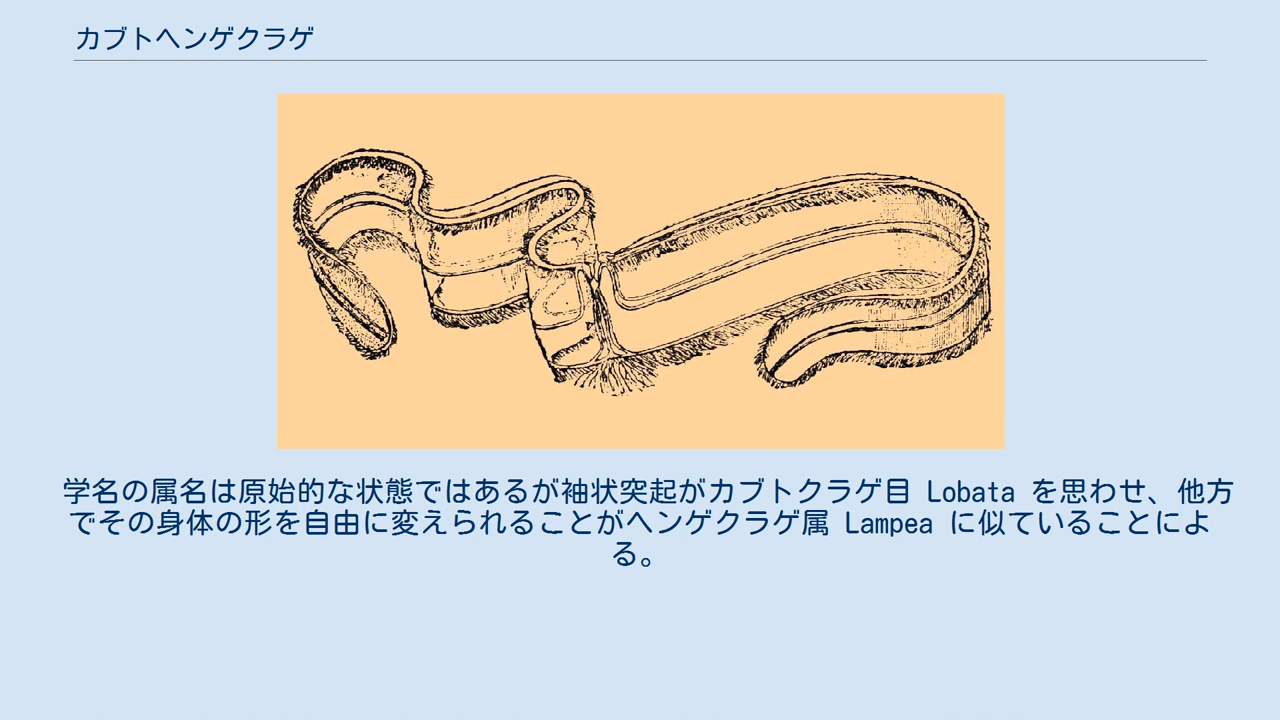 カブトヘンゲクラゲ
学名の属名は原始的な状態ではあるが袖状突起がカブトクラゲ目 Lobata を思わせ、他方
でその身体の形を自由に変えられることがヘンゲクラゲ属 Lampea に似ていることによ
る。